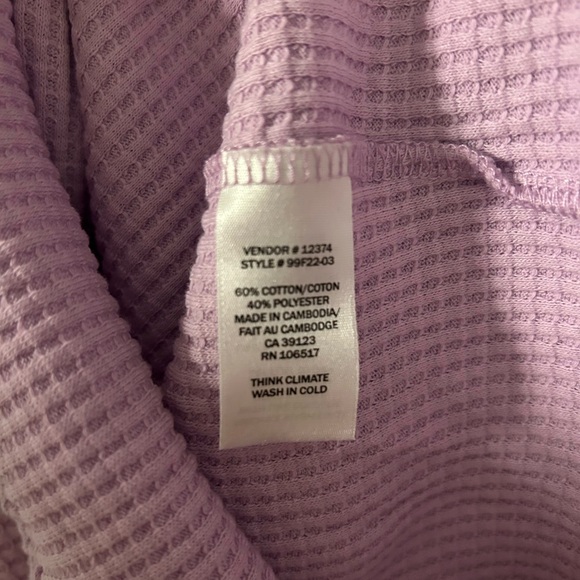 VENDOR # 12374
STYLE # 99F22-03
60% COTTON/COTON
40% POLYESTER
MADE IN CAMBODIA/
FAIT AU CAMBODGE
CA 39123
RN 106517
THINK CLIMATE
WASH IN COLD